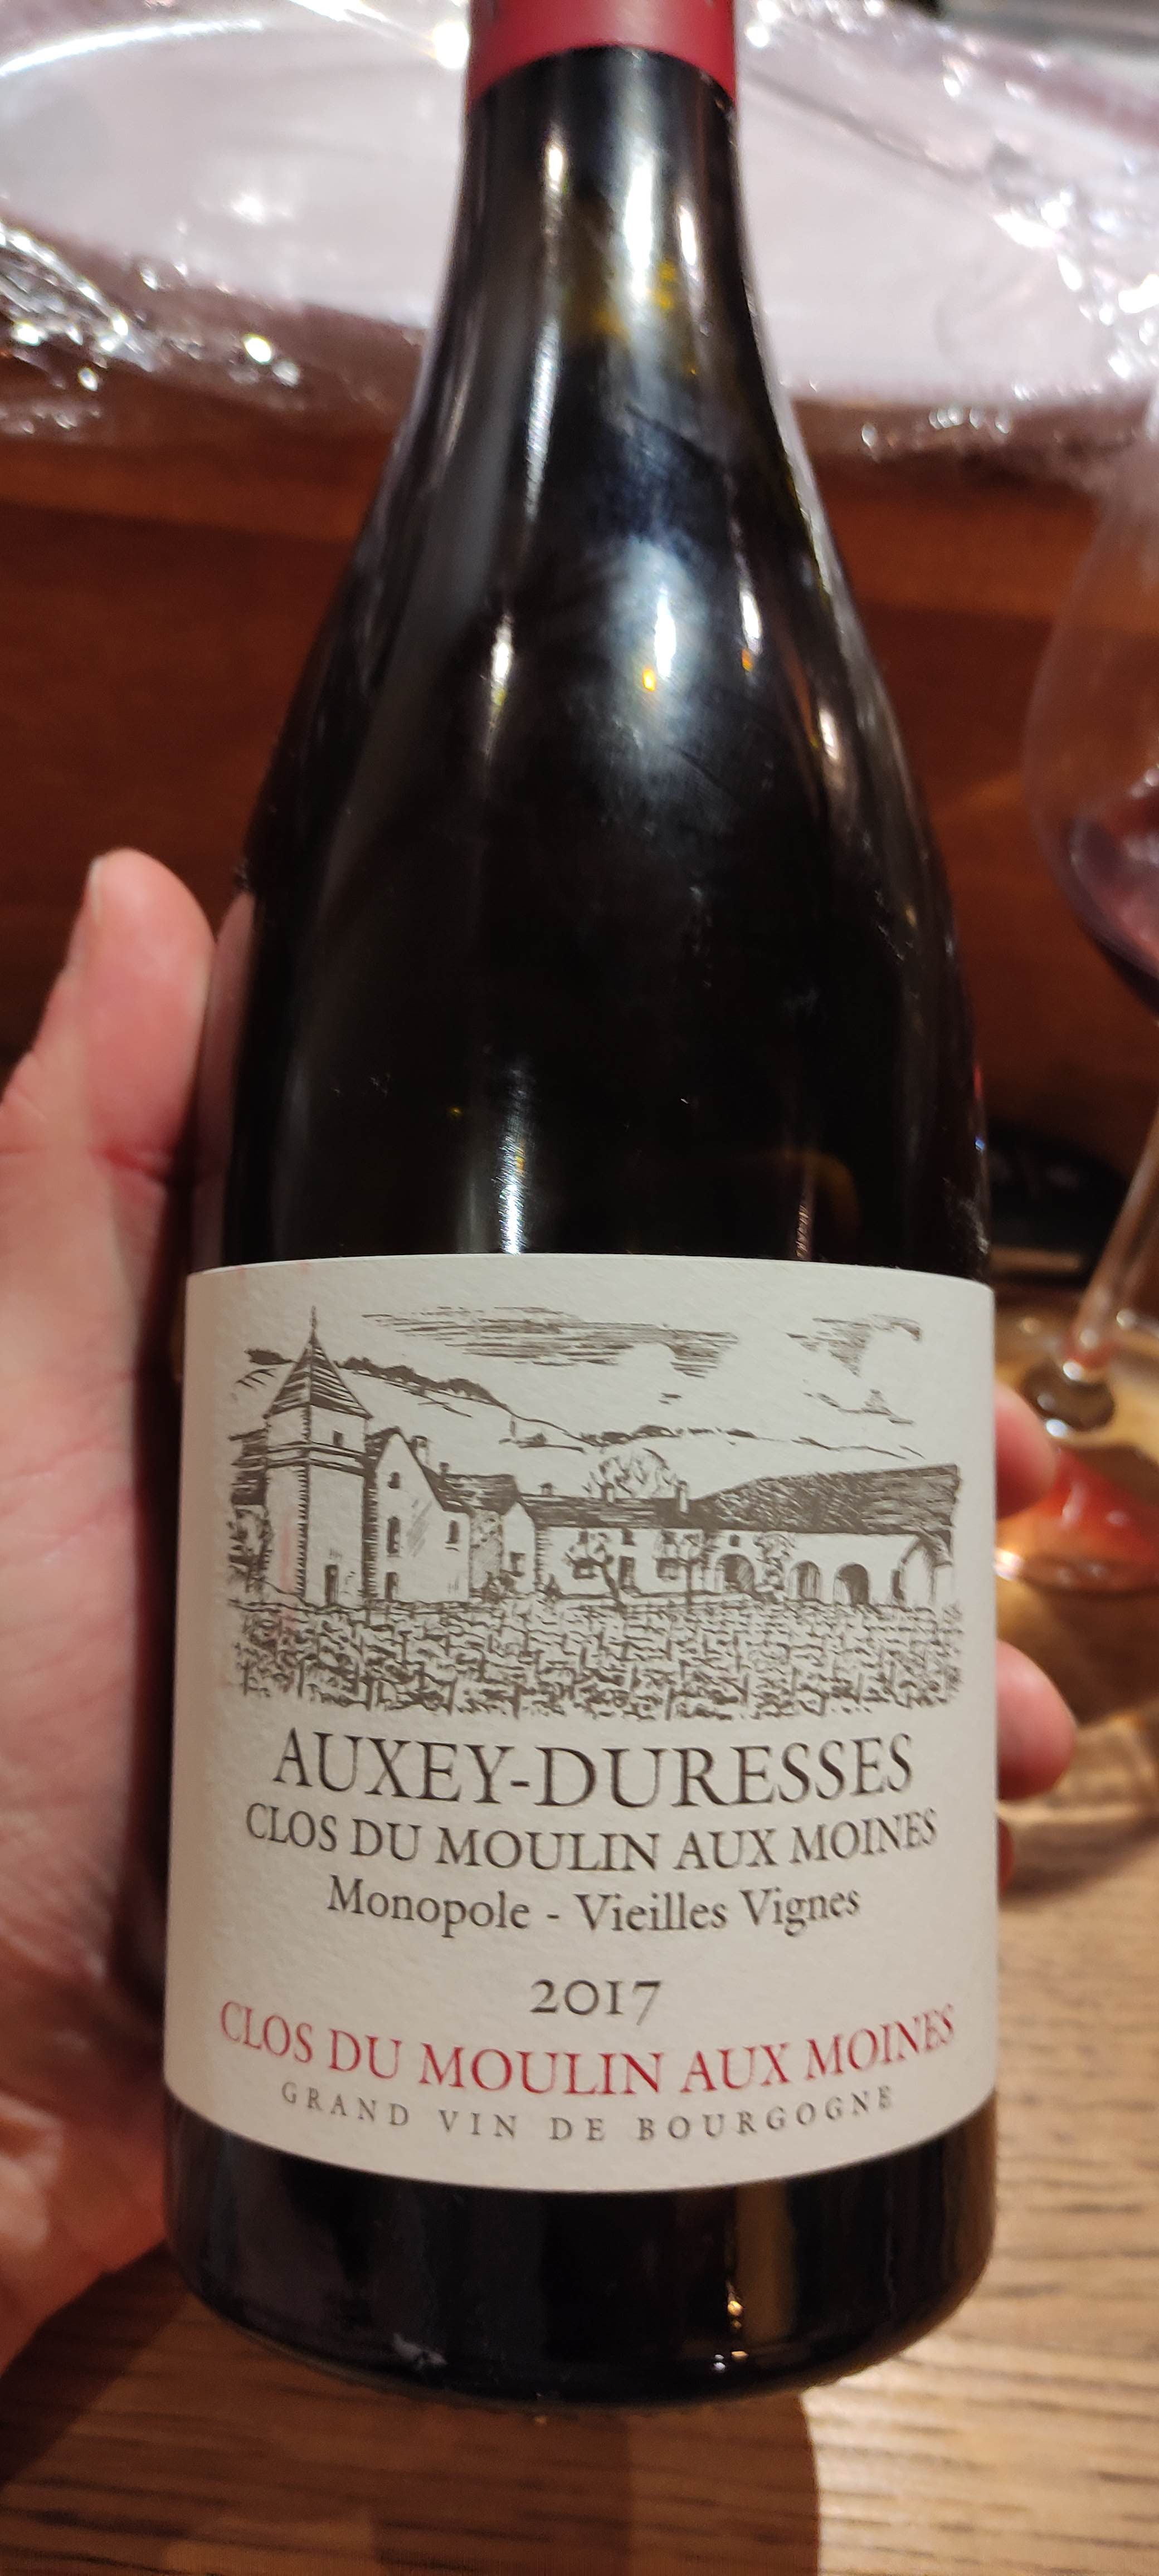 AUXEY-DURESSES
CLOS DU MOULIN AUX MOINES
Monopole - Vieilles Vignes
2017
CLOS DU MOULIN AUX MOINES
GRAND VIN DE BOURGOGNE